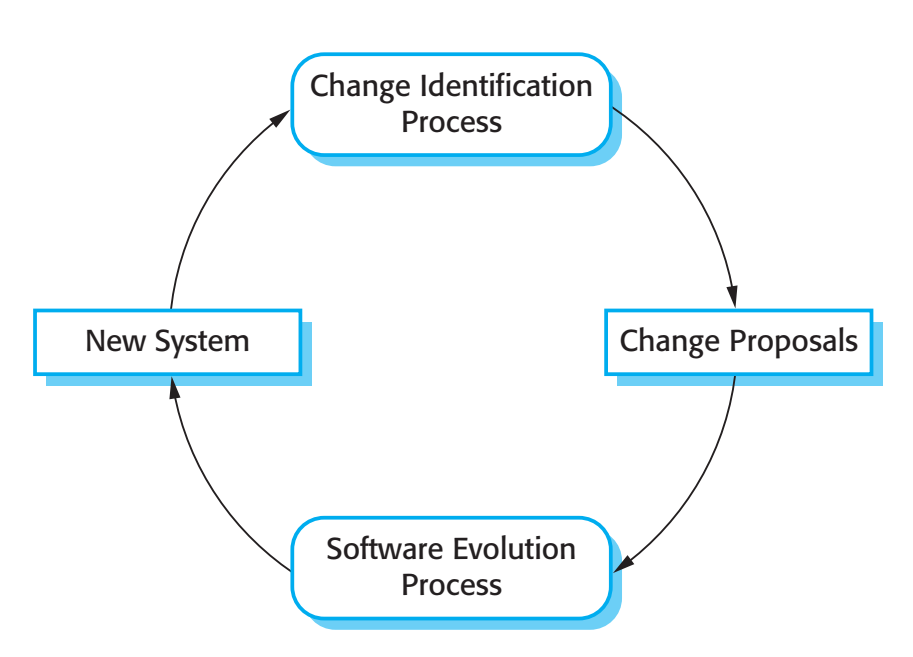 Change Identification
Process
New System
Change Proposals
Software Evolution
Process